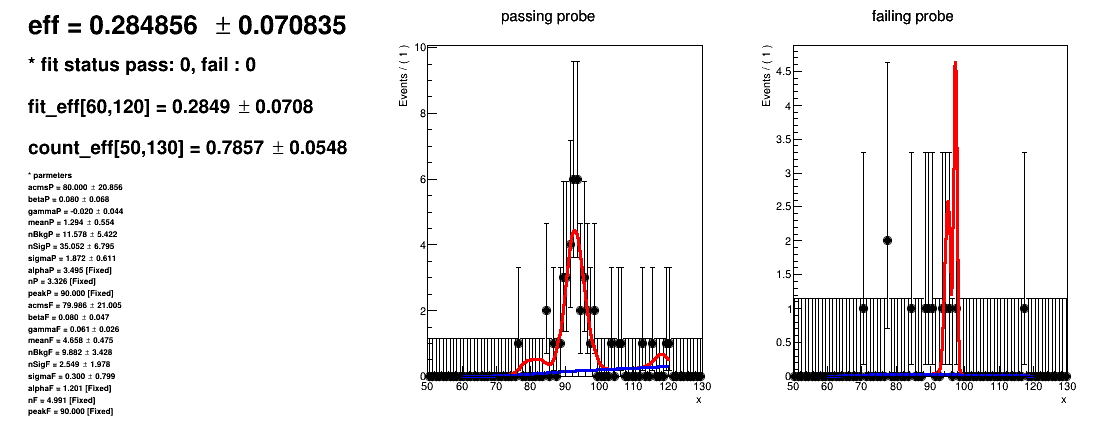 eff = 0.284856 ± 0.070835
* fit status pass: 0, fail : 0
fit_eff[60,120] = 0.2849 ± 0.0708
count_eff[50,130] = 0.7857 ± 0.0548
* parmeters
acmsP = 80.000 ± 20.856
betaP = 0.080 ± 0.068
gammaP = -0.020 ± 0.044
meanP = 1.294 ± 0.554
nBkgP = 11.578 ± 5.422
nSigP = 35.052 ± 6.795
sigmaP = 1.872 ± 0.611
alphaP = 3.495 [Fixed]
nP = 3.326 [Fixed]
peakP = 90.000 [Fixed]
acmsF = 79.986 ± 21.005
betaF = 0.080 ± 0.047
gammaF = 0.061 ± 0.026
meanF = 4.658 ± 0.475
nBkgF = 9.882 ± 3.428
nSigF = 2.549 ± 1.978
sigmaF = 0.300 ± 0.799
alphaF = 1.201 [Fixed]
nF = 4.991 [Fixed]
peakF = 90.000 [Fixed]
passing probe
Events / ( 1 )
10
8
6
4
2
0
50 60 70 80 90 100 110 120 130
x
failing probe
Events / ( 1 )
4.5
4
3.5
3
2.5
2
1.5
1
0.5
0
50 60 70 80 90 100 110 120 130
x